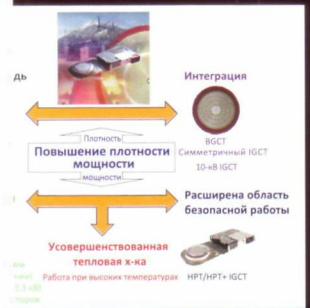 дь
Интеграция
Плотность
BGCT
Симметричный IGCT
Повышение плотности
мощности
10-кВ IGCT
мощности
Расширена область
безопасной работы
Усовершенствованная
тепловая х-ка
Работа при высоких температурах
HPT/HPT+ IGCT